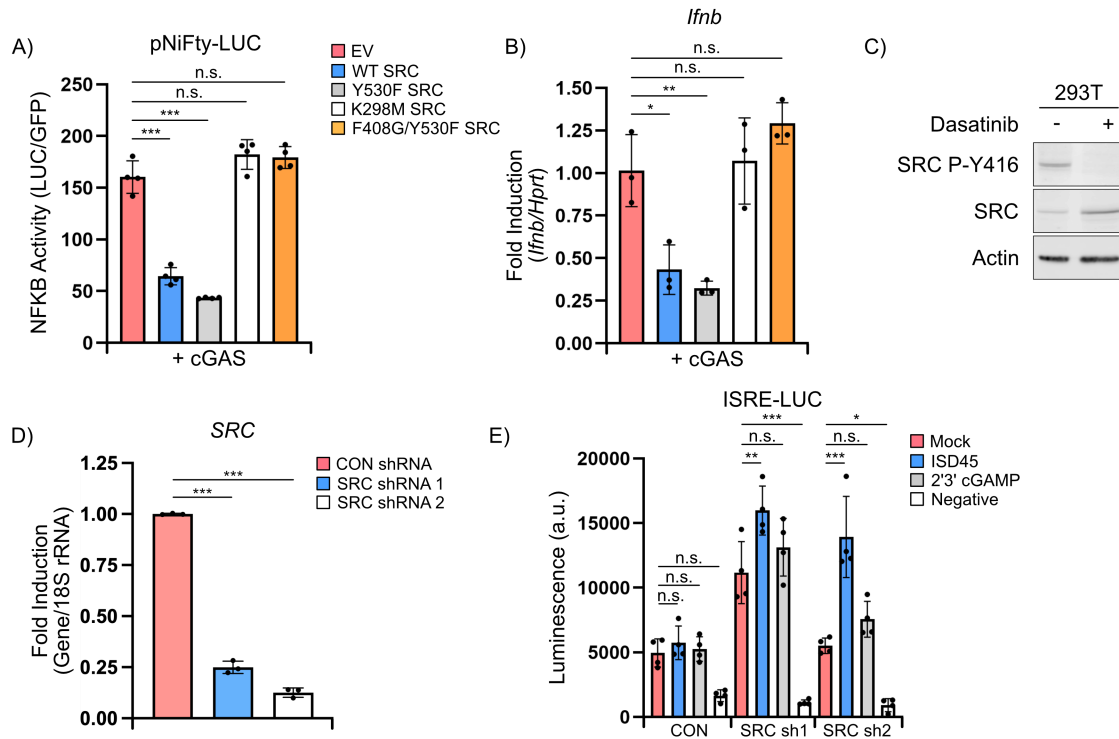 A)
pNiFty-LUC
NFKB Activity (LUC/GFP)
250
200
150
100
50
0
n.s.
n.s.
***
***
+ cGAS
EV
WT SRC
Y530F SRC
K298M SRC
F408G/Y530F SRC
B)
Ifnb
Fold Induction
(Ifnb/Hprt)
1.50
1.25
1.00
0.75
0.50
0.25
0.00
n.s.
n.s.
**
*
+ cGAS
C)
293T
Dasatinib - +
SRC P-Y416
SRC
Actin
D)
SRC
Fold Induction
(Gene/18S rRNA)
1.25
1.00
0.75
0.50
0.25
0.00
***
***
CON shRNA
SRC shRNA 1
SRC shRNA 2
E)
ISRE-LUC
Luminescence (a.u.)
20000
15000
10000
5000
0
n.s.
n.s.
n.s.
***
n.s.
**
*
n.s.
***
CON SRC sh1 SRC sh2
Mock
ISD45
2'3' cGAMP
Negative